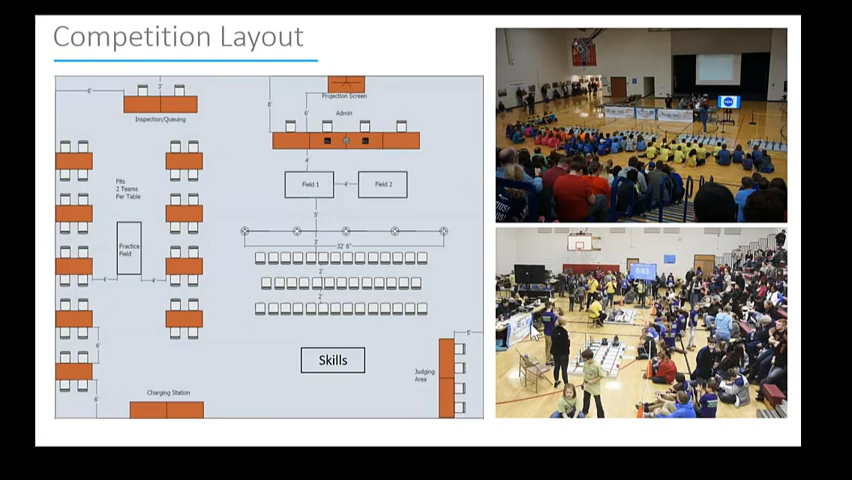 Competition Layout
6'
2'
Inspection/Queuing
8'
Projection Screen
6'
Admin
4'
Field 1
4'
Field 2
5'
3'
32' 6"
2'
2'
Pits
2 Teams
Per Table
Practice
Field
4'
4'
6'
6'
Skills
5'
Judging
Area
Charging Station
NASA
0:03